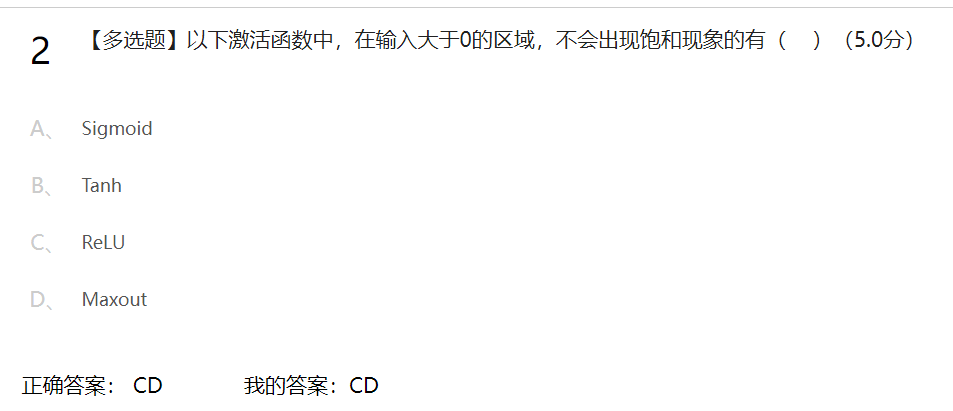 2 【多选题】以下激活函数中，在输入大于0的区域，不会出现饱和现象的有（ ）（5.0分）
A、 Sigmoid
B、 Tanh
C、 ReLU
D、 Maxout
正确答案： CD 我的答案：CD